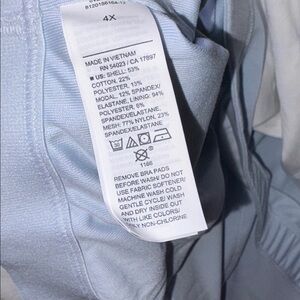 4X
MADE IN VIETNAM
RN 54023 / CA 17897
■ US: SHELL: 53%
COTTON, 22%
POLYESTER, 13%
MODAL, 12% SPANDEX/
ELASTANE, LINING: 94%
POLYESTER, 6%
SPANDEX/ELASTANE,
MESH: 77% NYLON, 23%
SPANDEX/ELASTANE
1166
REMOVE BRA PADS
BEFORE WASH/ DO NOT
USE FABRIC SOFTENER/
MACHINE WASH COLD
GENTLE CYCLE/ WASH
AND DRY INSIDE OUT
WITH LIKE COLORS/
ONLY NON-CHLORINE